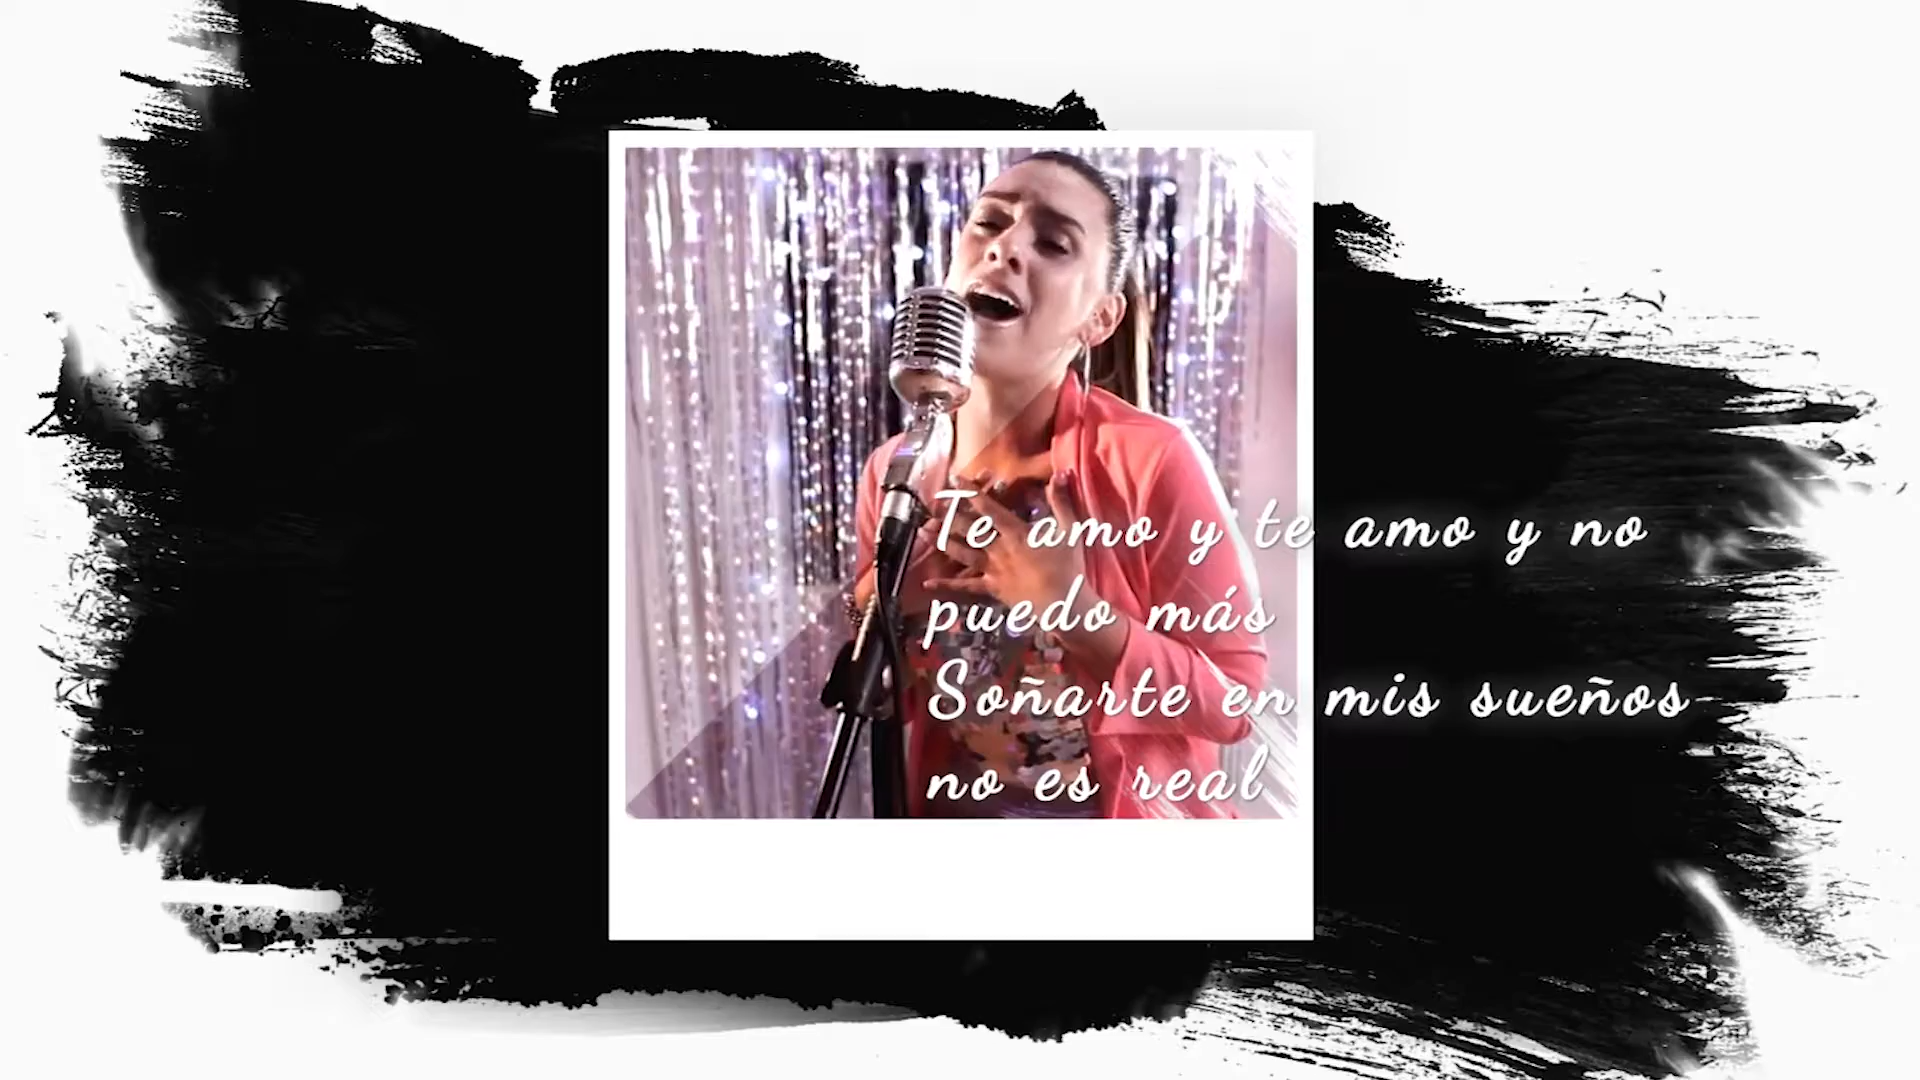 Te amo y te amo y no
puedo más
Soñarte en mis sueños
no es real